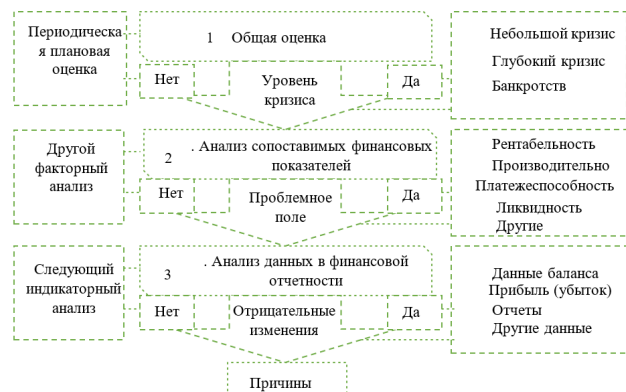 Периодическа
я плановая
оценка
1 Общая оценка
Нет
Уровень
кризиса
Да
Небольшой кризис
Глубокий кризис
Банкротств
Другой
факторный
анализ
2 . Анализ сопоставимых финансовых
показателей
Нет
Проблемное
поле
Да
Рентабельность
Производительно
Платежеспособность
Ликвидность
Другие
Следующий
индикаторный
анализ
3 . Анализ данных в финансовой
отчетности
Нет
Отрицательные
изменения
Да
Данные баланса
Прибыль (убыток)
Отчеты
Другие данные
Причины